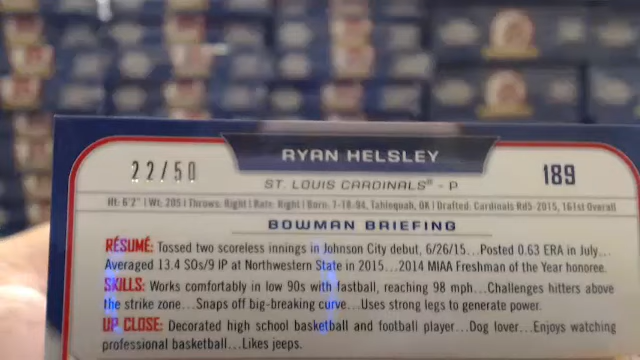 RYAN HELSLEY
22/50
189
ST. LOUIS CARDINALS® - P
Ht: 6'2" | Wt: 205 | Throws: Right | Bats: Right | Born: 7-18-94, Tahlequah, OK | Drafted: Cardinals Rd5-2015, 161st Overall
BOWMAN BRIEFING
RÉSUMÉ: Tossed two scoreless innings in Johnson City debut, 6/26/15...Posted 0.63 ERA in July...
Averaged 13.4 SOs/9 IP at Northwestern State in 2015...2014 MIAA Freshman of the Year honoree.
SKILLS: Works comfortably in low 90s with fastball, reaching 98 mph...Challenges hitters above
the strike zone...Snaps off big-breaking curve...Uses strong legs to generate power.
UP CLOSE: Decorated high school basketball and football player...Dog lover...Enjoys watching
professional basketball...Likes jeeps.